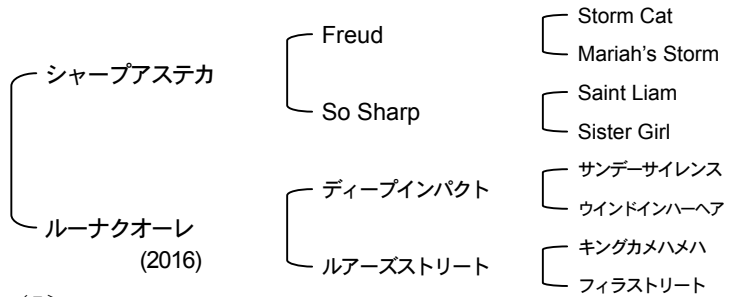 シャープアステカ
Freud
Storm Cat
Mariah's Storm
So Sharp
Saint Liam
Sister Girl
ルーナクオーレ
(2016)
ディープインパクト
サンデーサイレンス
ウインドインハーヘア
ルアーズストリート
キングカメハメハ
フィラストリート